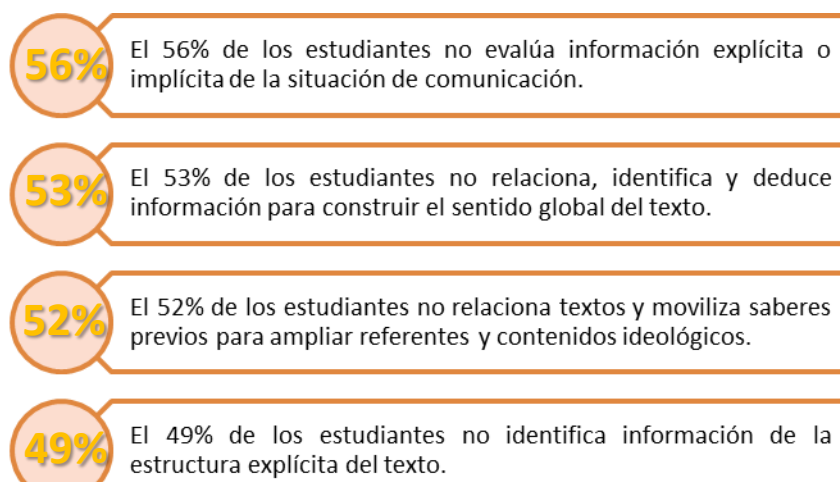 56%
El 56% de los estudiantes no evalúa información explícita o
implícita de la situación de comunicación.
53%
El 53% de los estudiantes no relaciona, identifica y deduce
información para construir el sentido global del texto.
52%
El 52% de los estudiantes no relaciona textos y moviliza saberes
previos para ampliar referentes y contenidos ideológicos.
49%
El 49% de los estudiantes no identifica información de la
estructura explícita del texto.